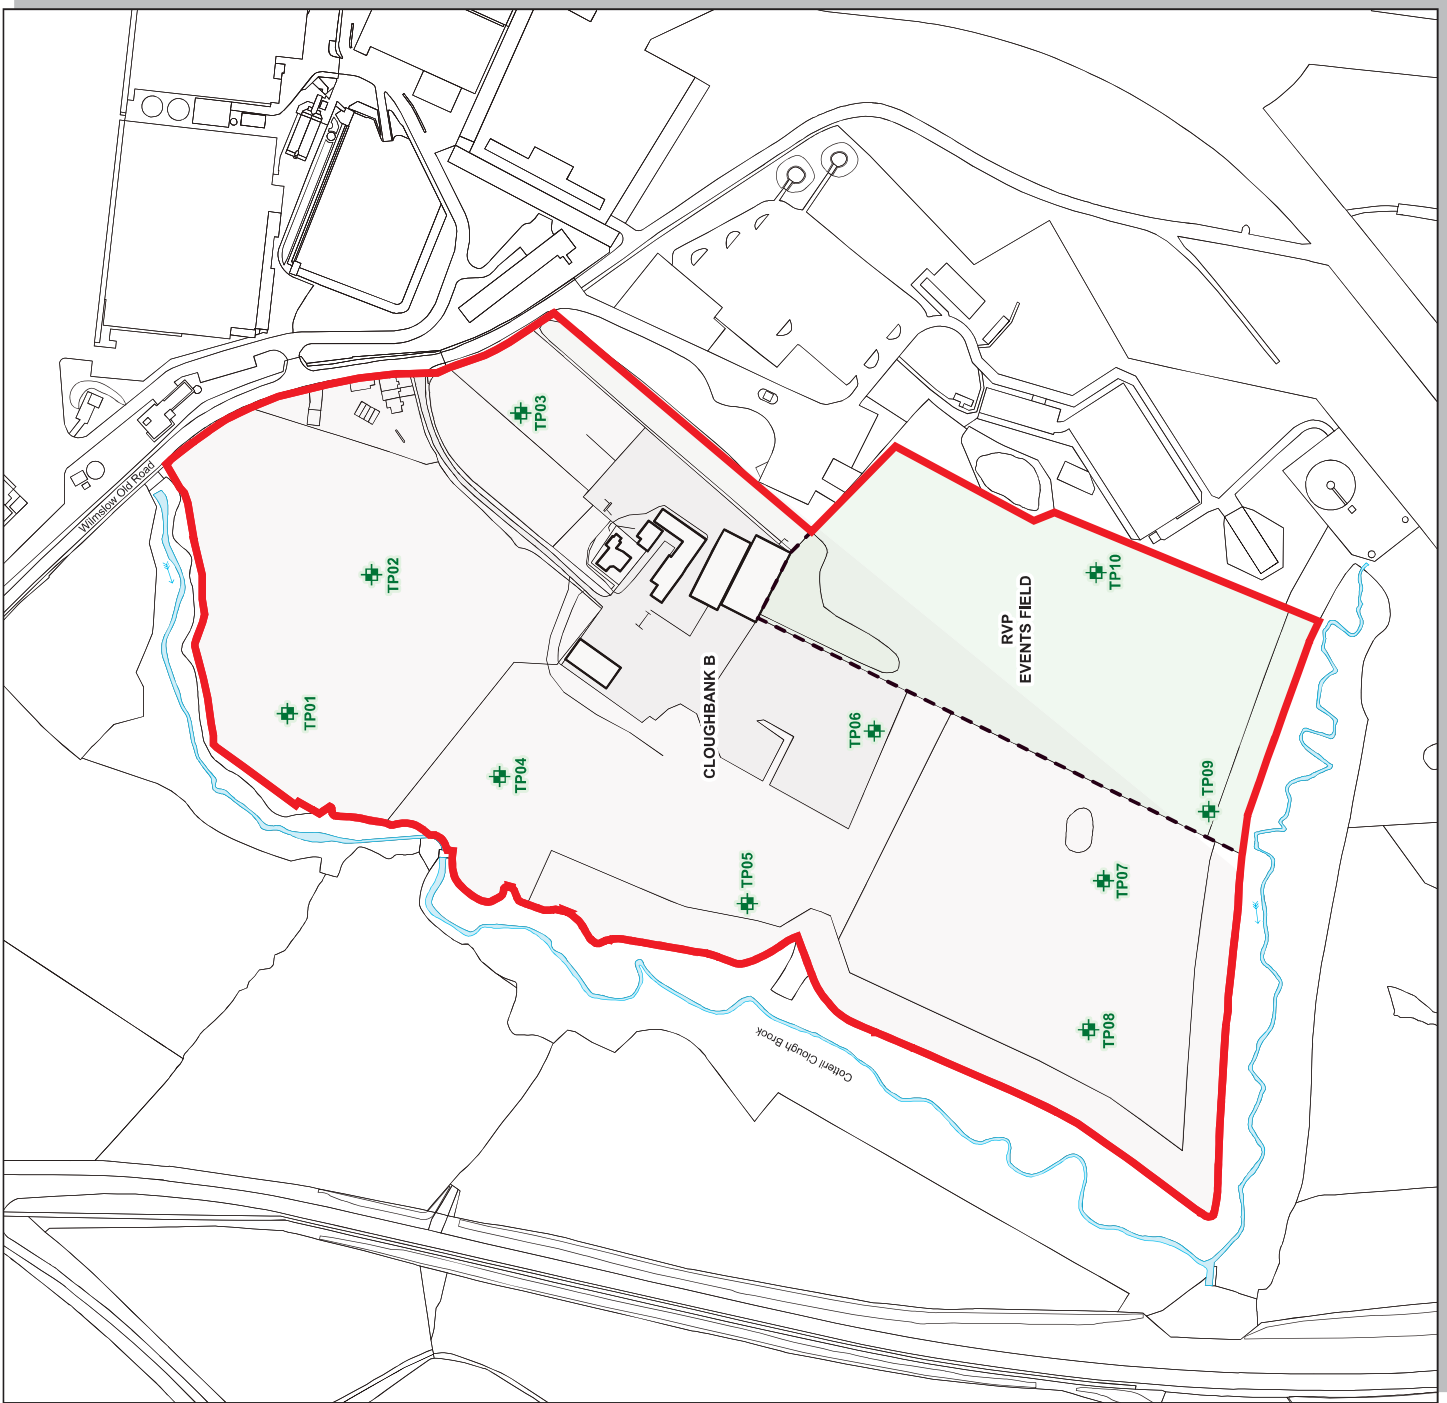 Wilmslow Old Road
TP03
TP02
TP01
TP04
CLOUGHBANK B
TP06
TP05
RVP
EVENTS FIELD
TP10
TP09
TP07
TP08
Cotteril Clough Brook